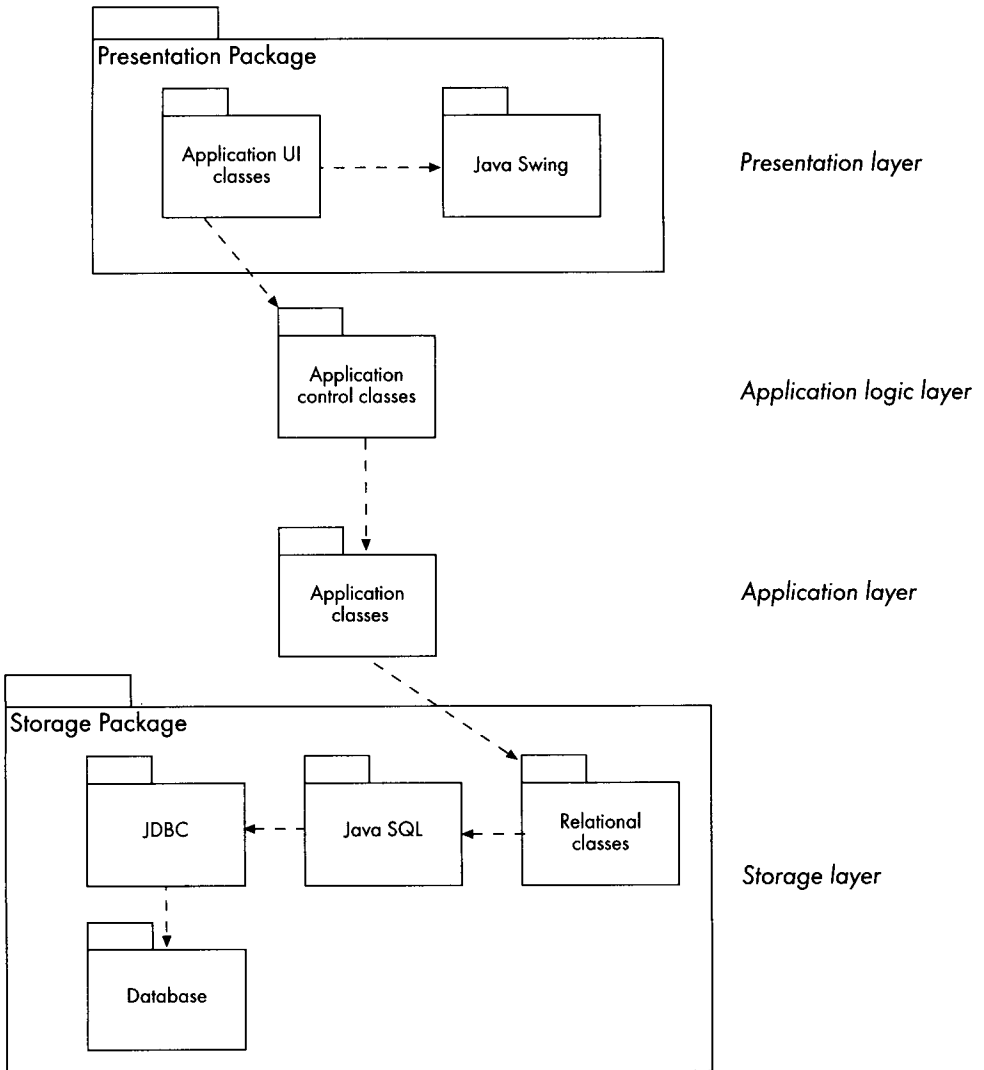 Presentation Package
Application UI
classes
Java Swing
Presentation layer
Application
control classes
Application logic layer
Application
classes
Application layer
Storage Package
JDBC
Java SQL
Relational
classes
Storage layer
Database